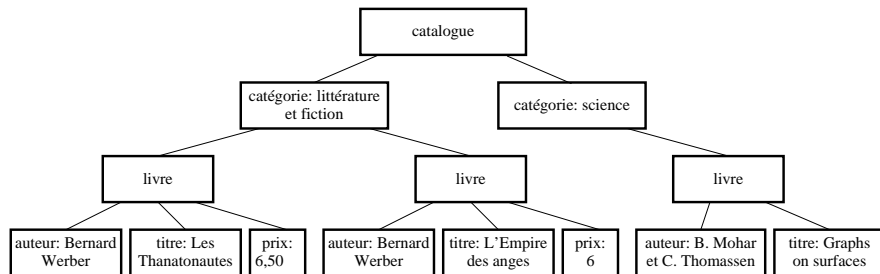 catalogue
catégorie: littérature
et fiction
catégorie: science
livre
livre
livre
auteur: Bernard
Werber
titre: Les
Thanatonautes
prix:
6,50
auteur: Bernard
Werber
titre: L'Empire
des anges
prix:
6
auteur: B. Mohar
et C. Thomassen
titre: Graphs
on surfaces